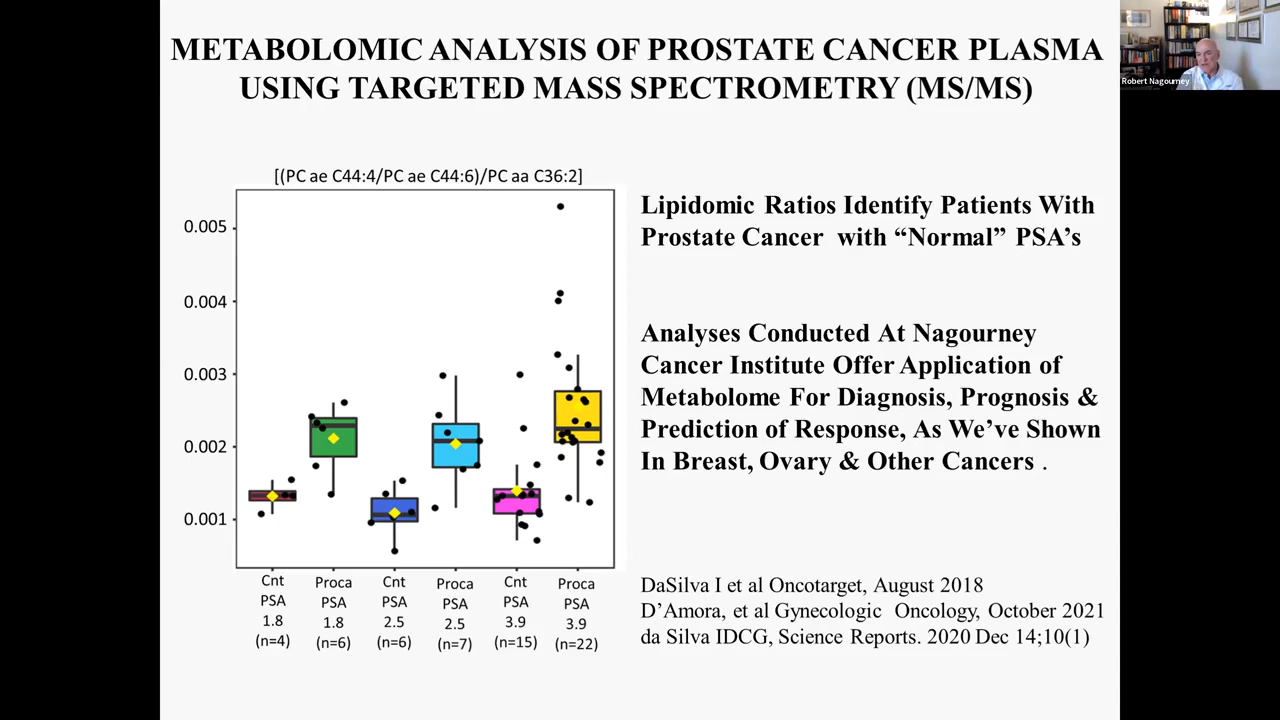 METABOLOMIC ANALYSIS OF PROSTATE CANCER PLASMA
USING TARGETED MASS SPECTROMETRY (MS/MS)
Robert Nagourney
[(PC ae C44:4/PC ae C44:6)/PC aa C36:2]
0.005
0.004
0.003
0.002
0.001
Cnt PSA 1.8 (n=4)
Proca PSA 1.8 (n=6)
Cnt PSA 2.5 (n=6)
Proca PSA 2.5 (n=7)
Cnt PSA 3.9 (n=15)
Proca PSA 3.9 (n=22)
Lipidomic Ratios Identify Patients With
Prostate Cancer with “Normal” PSA’s
Analyses Conducted At Nagourney
Cancer Institute Offer Application of
Metabolome For Diagnosis, Prognosis &
Prediction of Response, As We’ve Shown
In Breast, Ovary & Other Cancers .
DaSilva I et al Oncotarget, August 2018
D’Amora, et al Gynecologic Oncology, October 2021
da Silva IDCG, Science Reports. 2020 Dec 14;10(1)